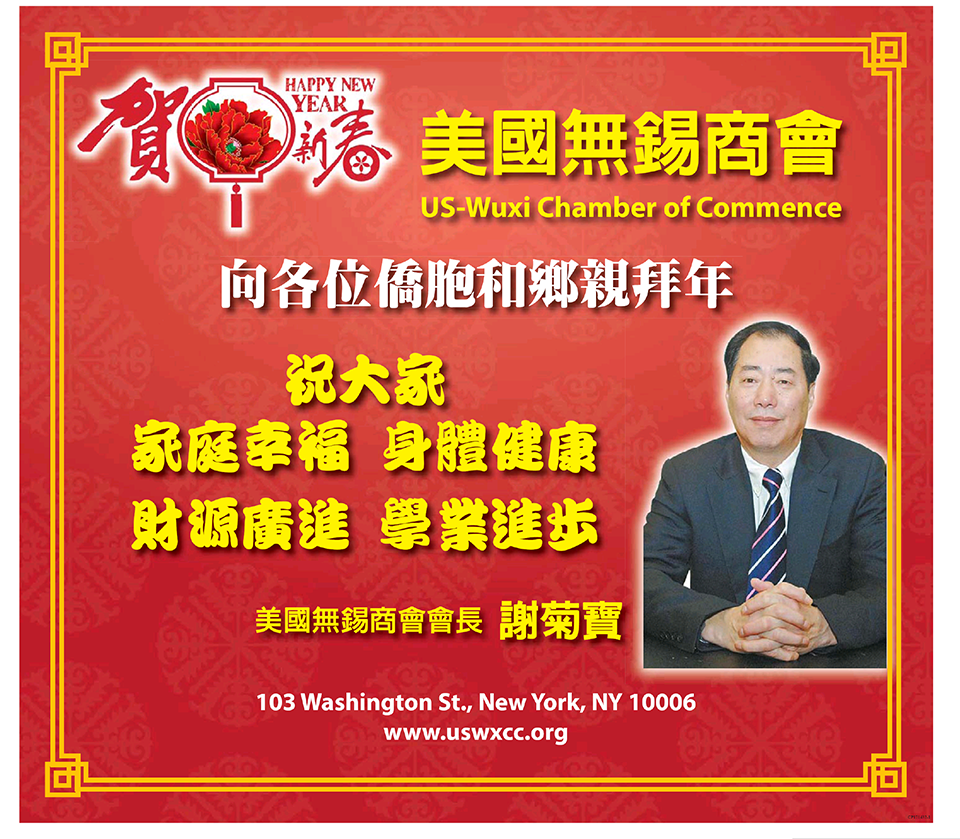 賀新春
HAPPY NEW
YEAR
美國無錫商會
US-Wuxi Chamber of Commence
向各位僑胞和鄉親拜年
祝大家
家庭幸福 身體健康
財源廣進 學業進步
美國無錫商會會長 謝菊寶
103 Washington St., New York, NY 10006
www.uswxcc.org